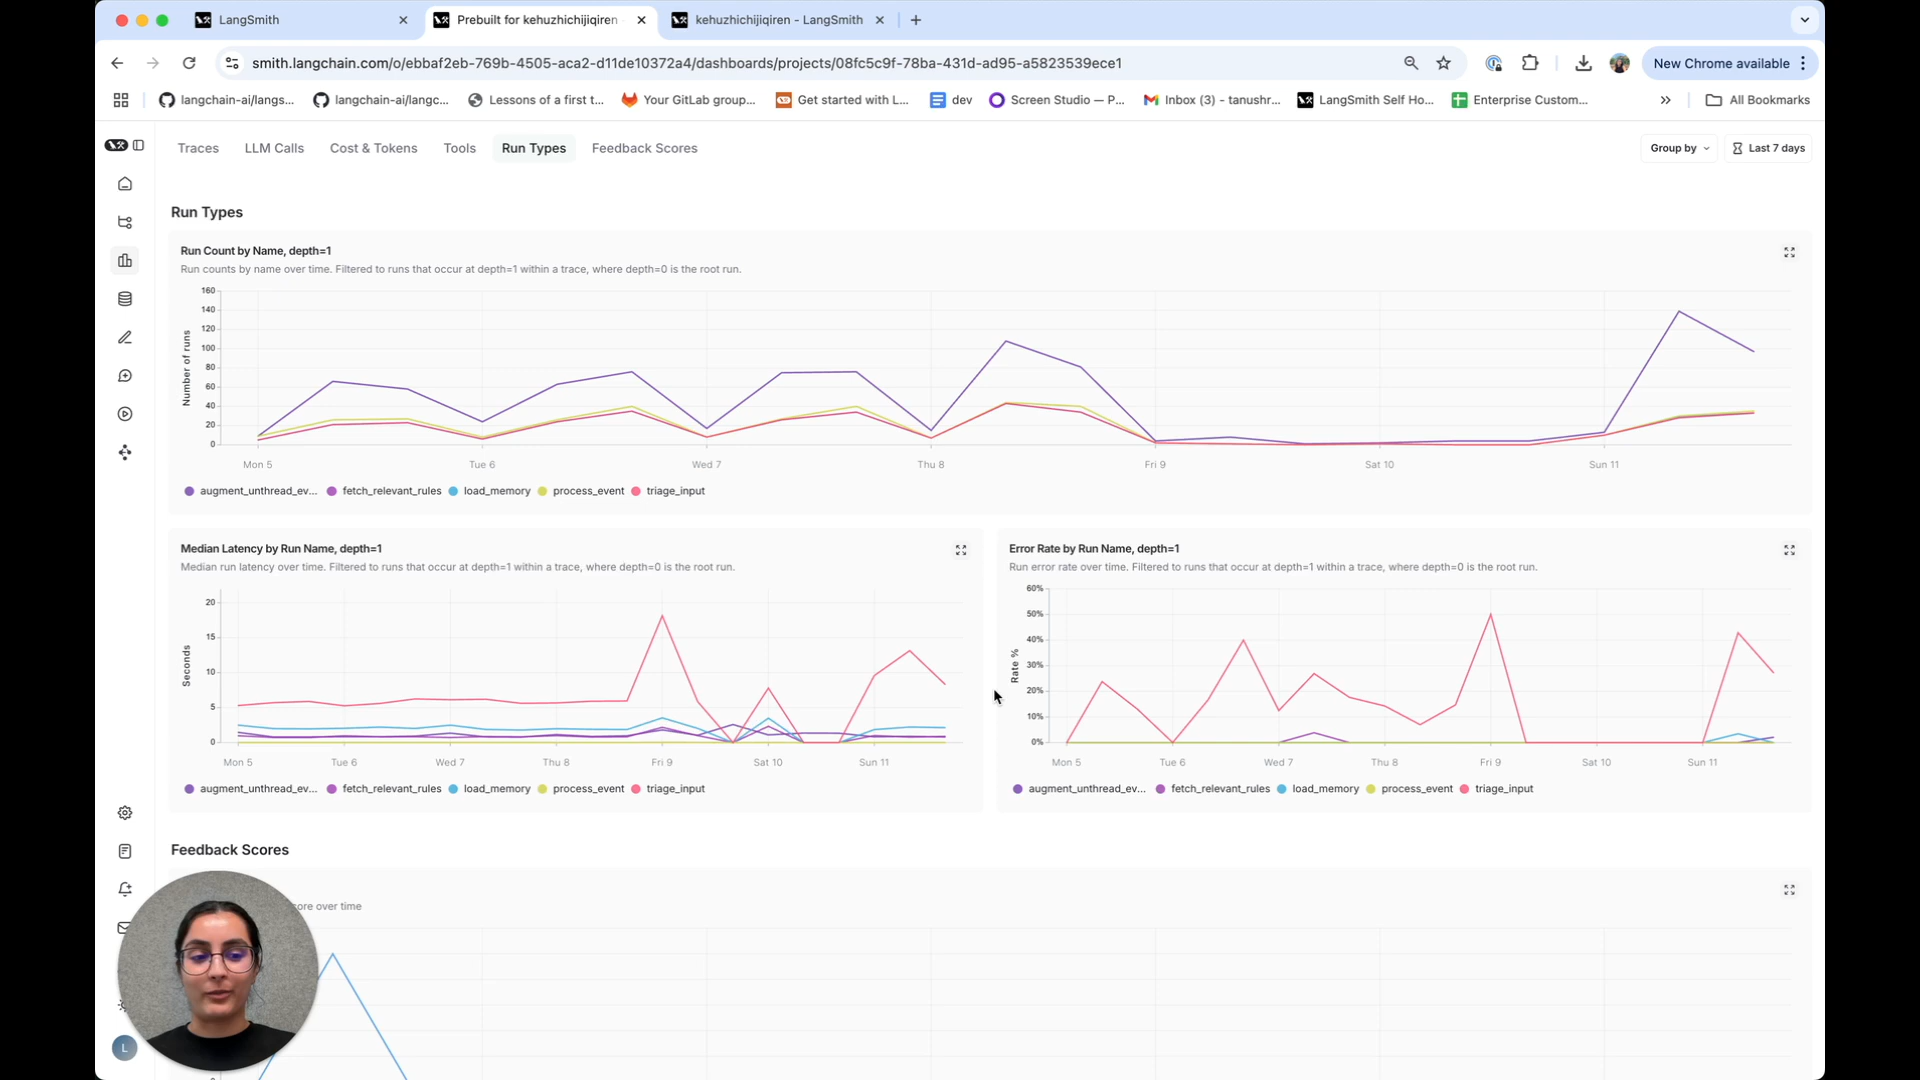 LangSmith
Prebuilt for kehuzhichijiqiren
kehuzhichijiqiren - LangSmith
smith.langchain.com/o/ebbaf2eb-769b-4505-aca2-d11de10372a4/dashboards/projects/08fc5c9f-78ba-431d-ad95-a5823539ece1
New Chrome available
langchain-ai/langs...
langchain-ai/langc...
Lessons of a first t...
Your GitLab group...
Get started with L...
dev
Screen Studio — P...
Inbox (3) - tanushr...
LangSmith Self Ho...
Enterprise Custom...
All Bookmarks
Traces
LLM Calls
Cost & Tokens
Tools
Run Types
Feedback Scores
Group by
Last 7 days
Run Types
Run Count by Name, depth=1
Run counts by name over time. Filtered to runs that occur at depth=1 within a trace, where depth=0 is the root run.
Number of runs
160
140
120
100
80
60
40
20
0
Mon 5 Tue 6 Wed 7 Thu 8 Fri 9 Sat 10 Sun 11
augment_unthread_ev... fetch_relevant_rules load_memory process_event triage_input
Median Latency by Run Name, depth=1
Median run latency over time. Filtered to runs that occur at depth=1 within a trace, where depth=0 is the root run.
Seconds
20
15
10
5
0
Mon 5 Tue 6 Wed 7 Thu 8 Fri 9 Sat 10 Sun 11
augment_unthread_ev... fetch_relevant_rules load_memory process_event triage_input
Error Rate by Run Name, depth=1
Run error rate over time. Filtered to runs that occur at depth=1 within a trace, where depth=0 is the root run.
Rate %
60%
50%
40%
30%
20%
10%
0%
Mon 5 Tue 6 Wed 7 Thu 8 Fri 9 Sat 10 Sun 11
augment_unthread_ev... fetch_relevant_rules load_memory process_event triage_input
Feedback Scores
core over time
L